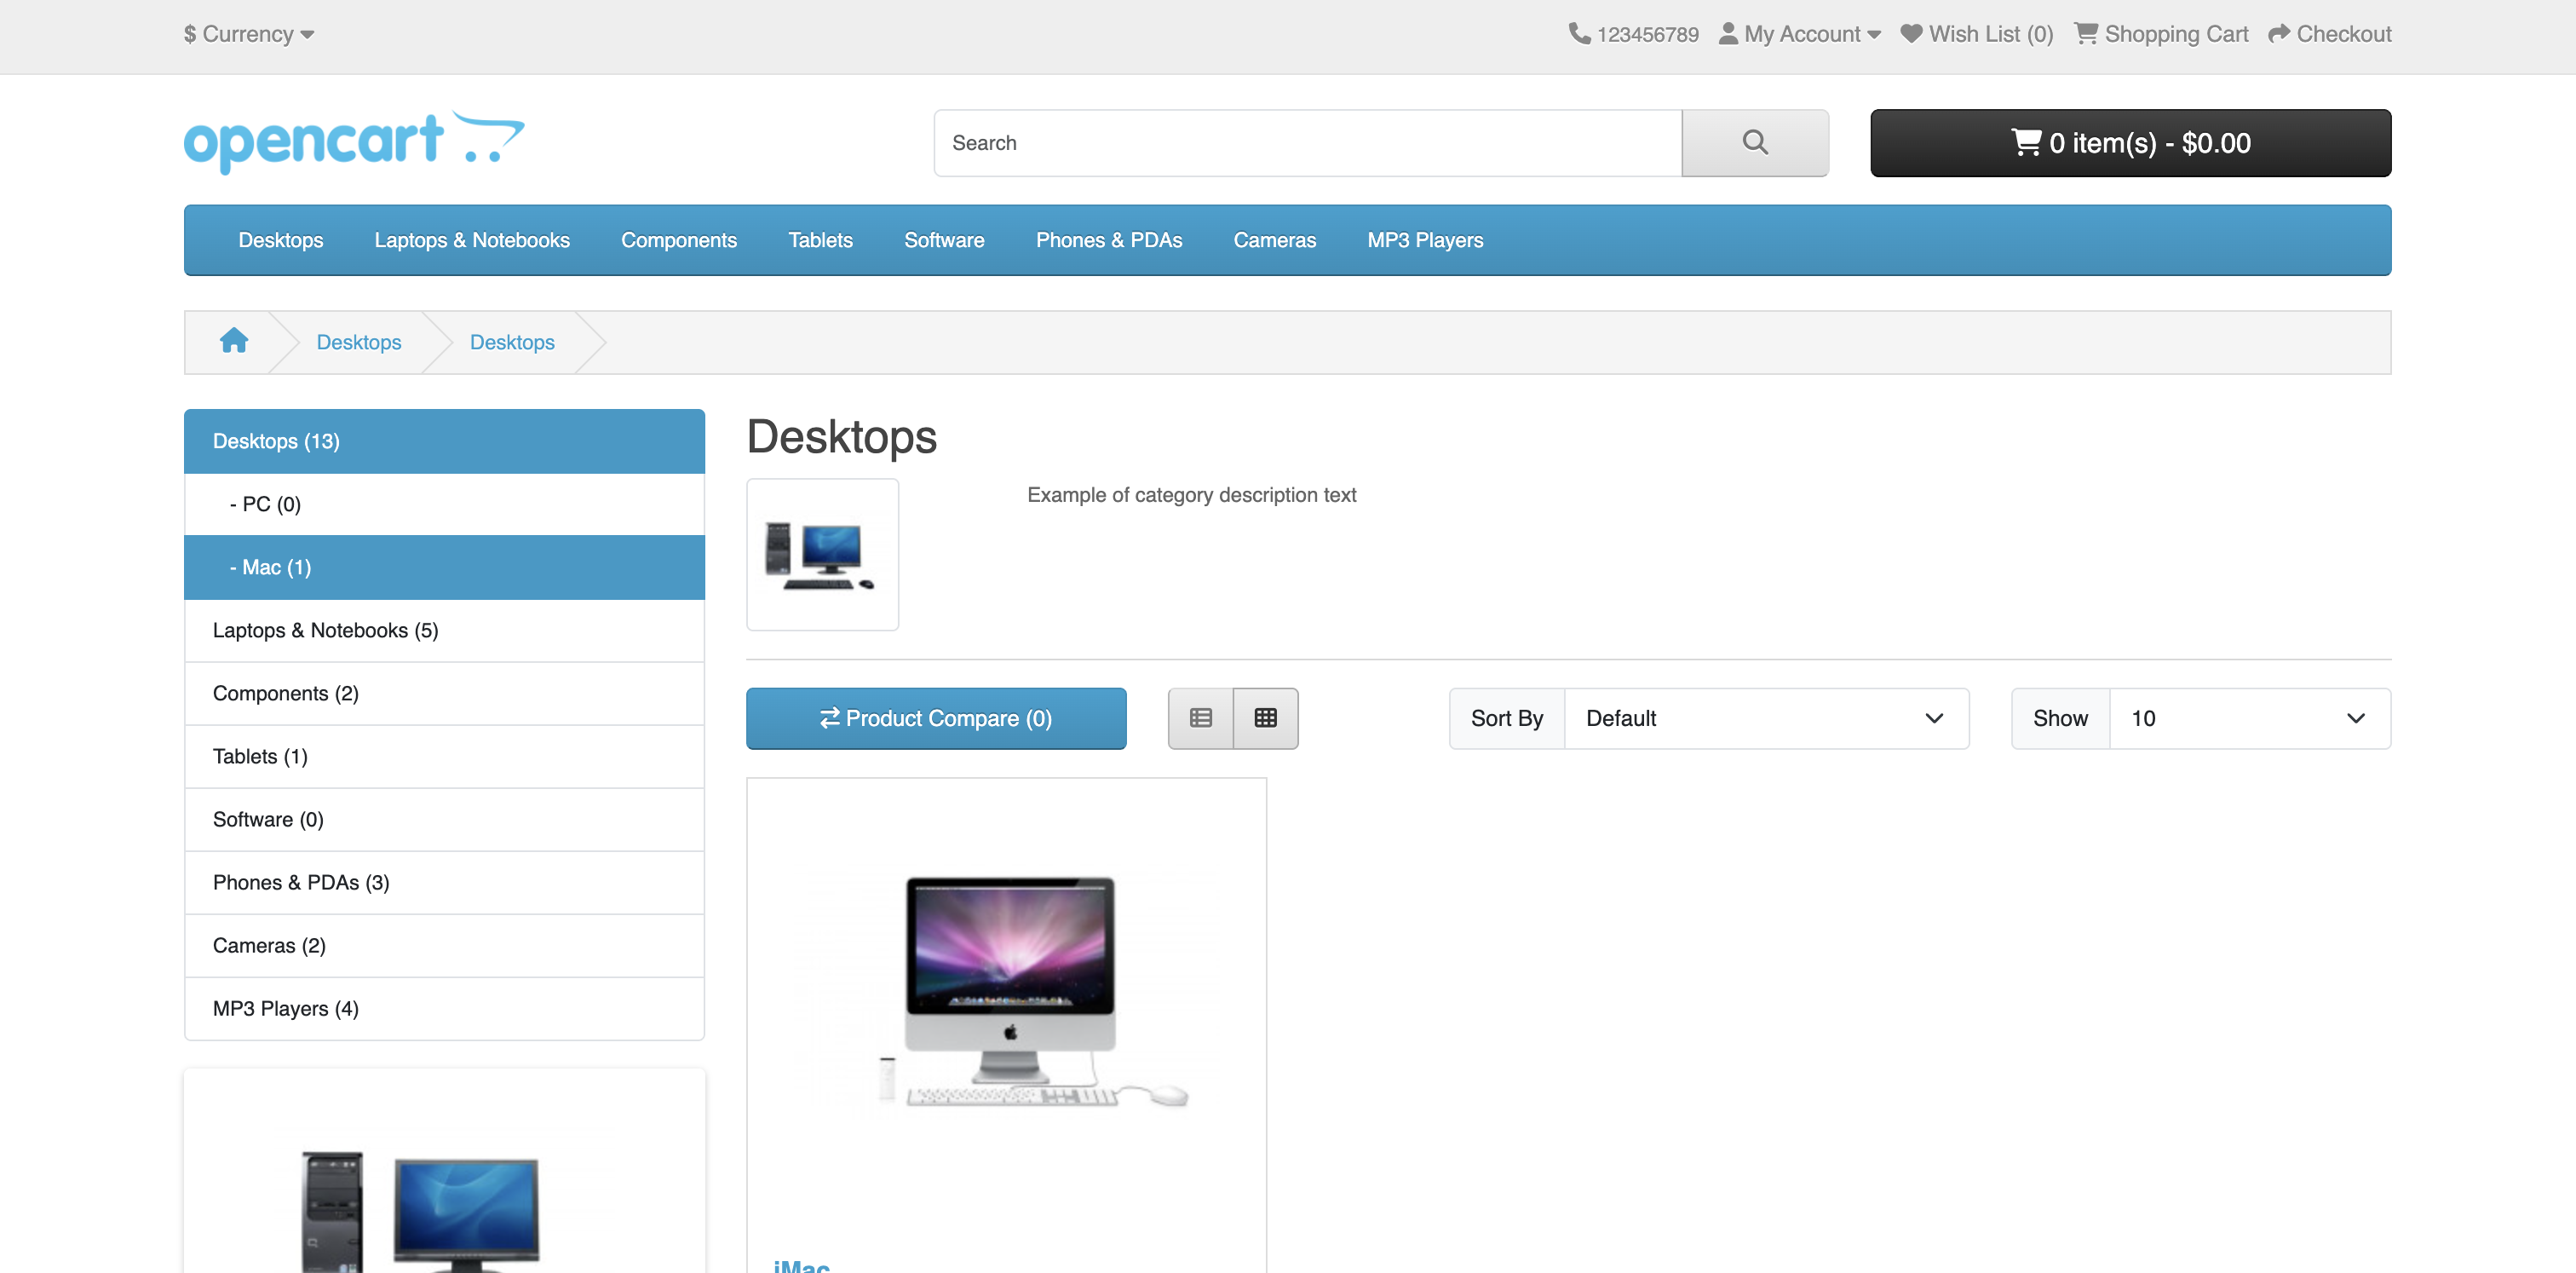 $ Currency
123456789 My Account Wish List (0) Shopping Cart Checkout
opencart
Search
0 item(s) - $0.00
Desktops Laptops & Notebooks Components Tablets Software Phones & PDAs Cameras MP3 Players
Desktops Desktops
Desktops (13)
- PC (0)
- Mac (1)
Laptops & Notebooks (5)
Components (2)
Tablets (1)
Software (0)
Phones & PDAs (3)
Cameras (2)
MP3 Players (4)
Desktops
Example of category description text
Product Compare (0)
Sort By Default
Show 10
iMac